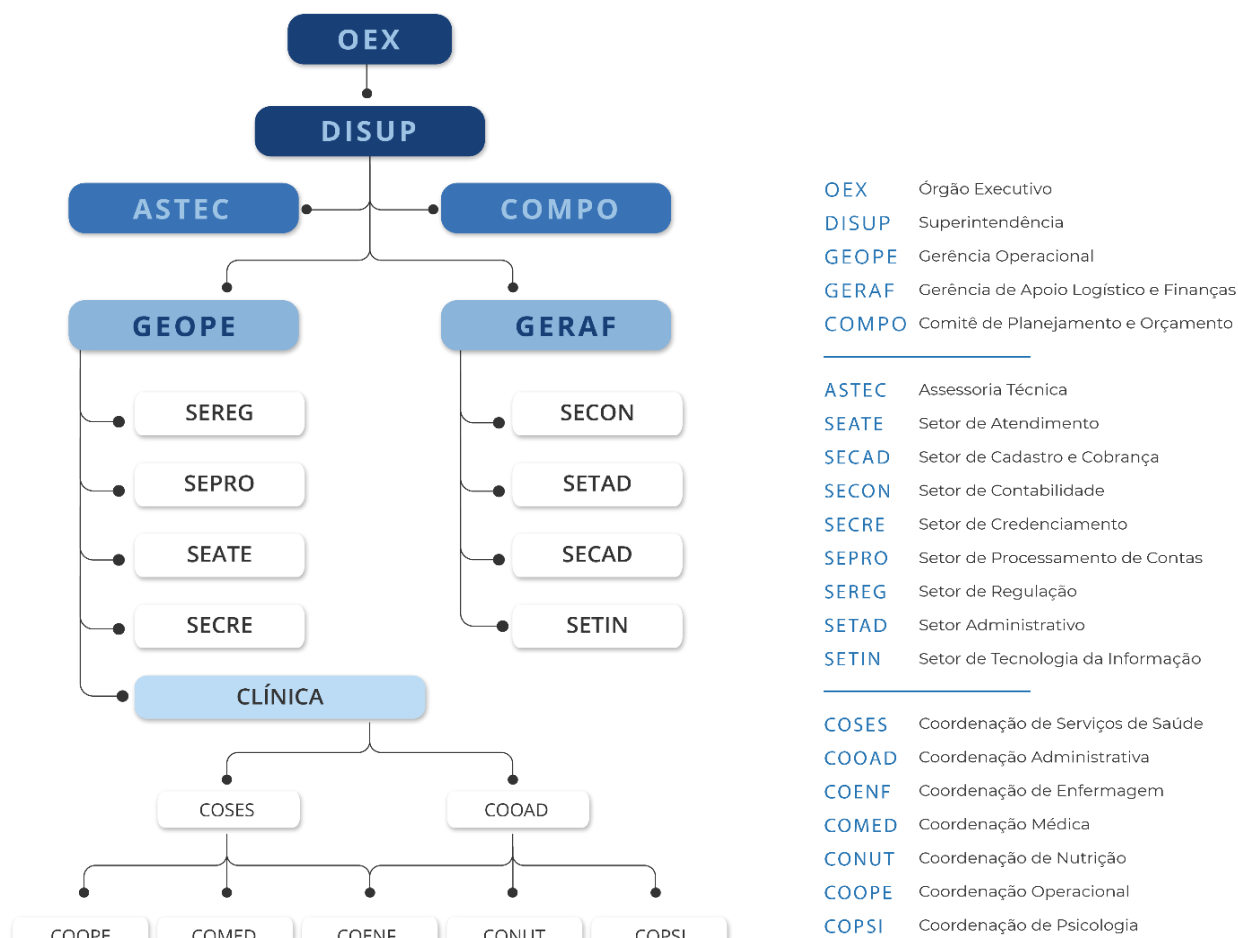 OEX
DISUP
ASTEC
COMPO
GEOPE
GERAF
SEREG
SECON
SEPRO
SETAD
SEATE
SECAD
SECRE
SETIN
CLÍNICA
COSES
COOAD
COOPE
COMED
COENF
CONUT
COPSI
OEX Órgão Executivo
DISUP Superintendência
GEOPE Gerência Operacional
GERAF Gerência de Apoio Logístico e Finanças
COMPO Comitê de Planejamento e Orçamento
ASTEC Assessoria Técnica
SEATE Setor de Atendimento
SECAD Setor de Cadastro e Cobrança
SECON Setor de Contabilidade
SECRE Setor de Credenciamento
SEPRO Setor de Processamento de Contas
SEREG Setor de Regulação
SETAD Setor Administrativo
SETIN Setor de Tecnologia da Informação
COSES Coordenação de Serviços de Saúde
COOAD Coordenação Administrativa
COENF Coordenação de Enfermagem
COMED Coordenação Médica
CONUT Coordenação de Nutrição
COOPE Coordenação Operacional
COPSI Coordenação de Psicologia